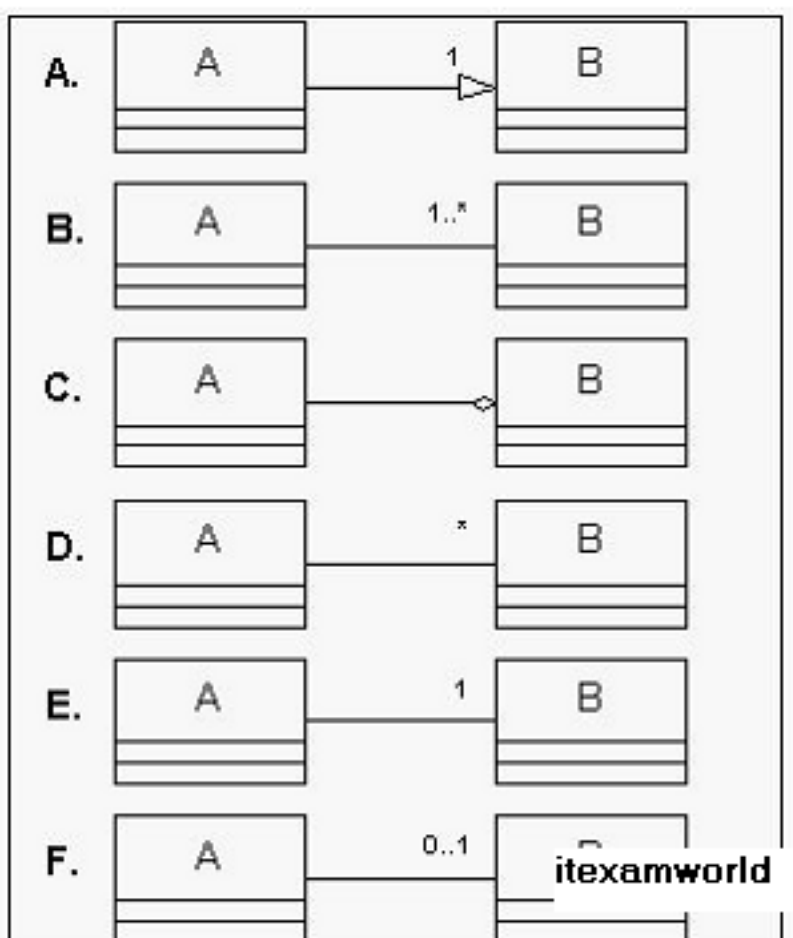 A. A 1 B
B. A 1..* B
C. A B
D. A * B
E. A 1 B
F. A 0..1
itexamworld